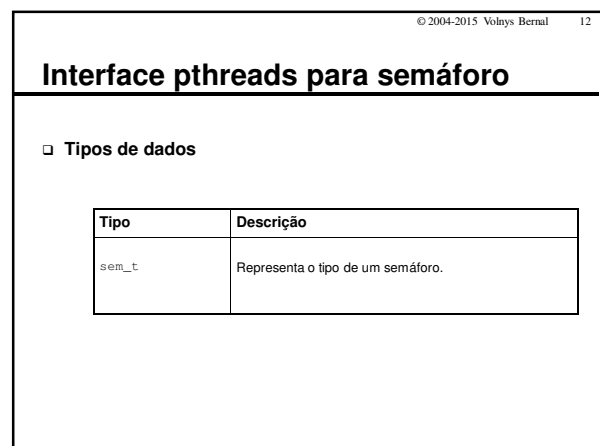 © 2004-2015 Volnys Bernal 12
Interface pthreads para semáforo
❑ Tipos de dados
Tipo Descrição
sem_t Representa o tipo de um semáforo.